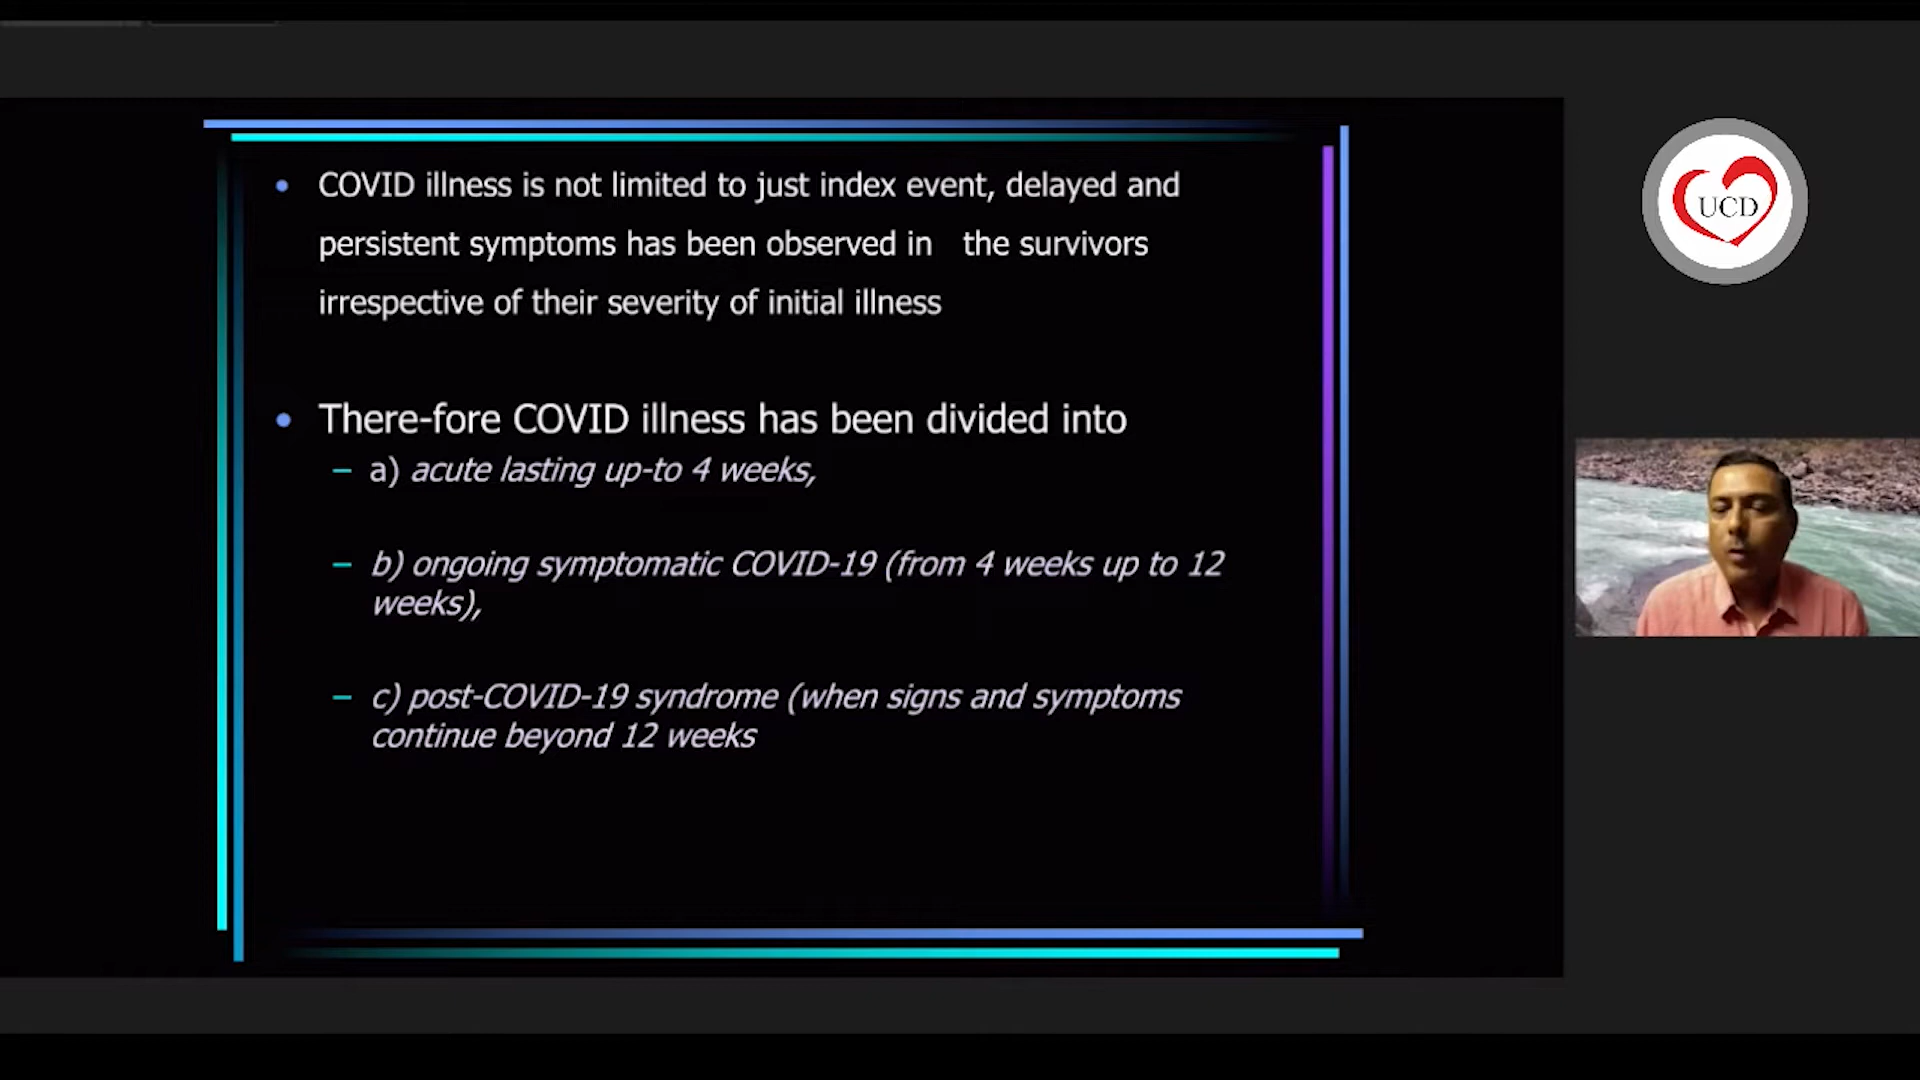 COVID illness is not limited to just index event, delayed and
persistent symptoms has been observed in the survivors
irrespective of their severity of initial illness
There-fore COVID illness has been divided into
– a) acute lasting up-to 4 weeks,
– b) ongoing symptomatic COVID-19 (from 4 weeks up to 12
weeks),
– c) post-COVID-19 syndrome (when signs and symptoms
continue beyond 12 weeks
UCD